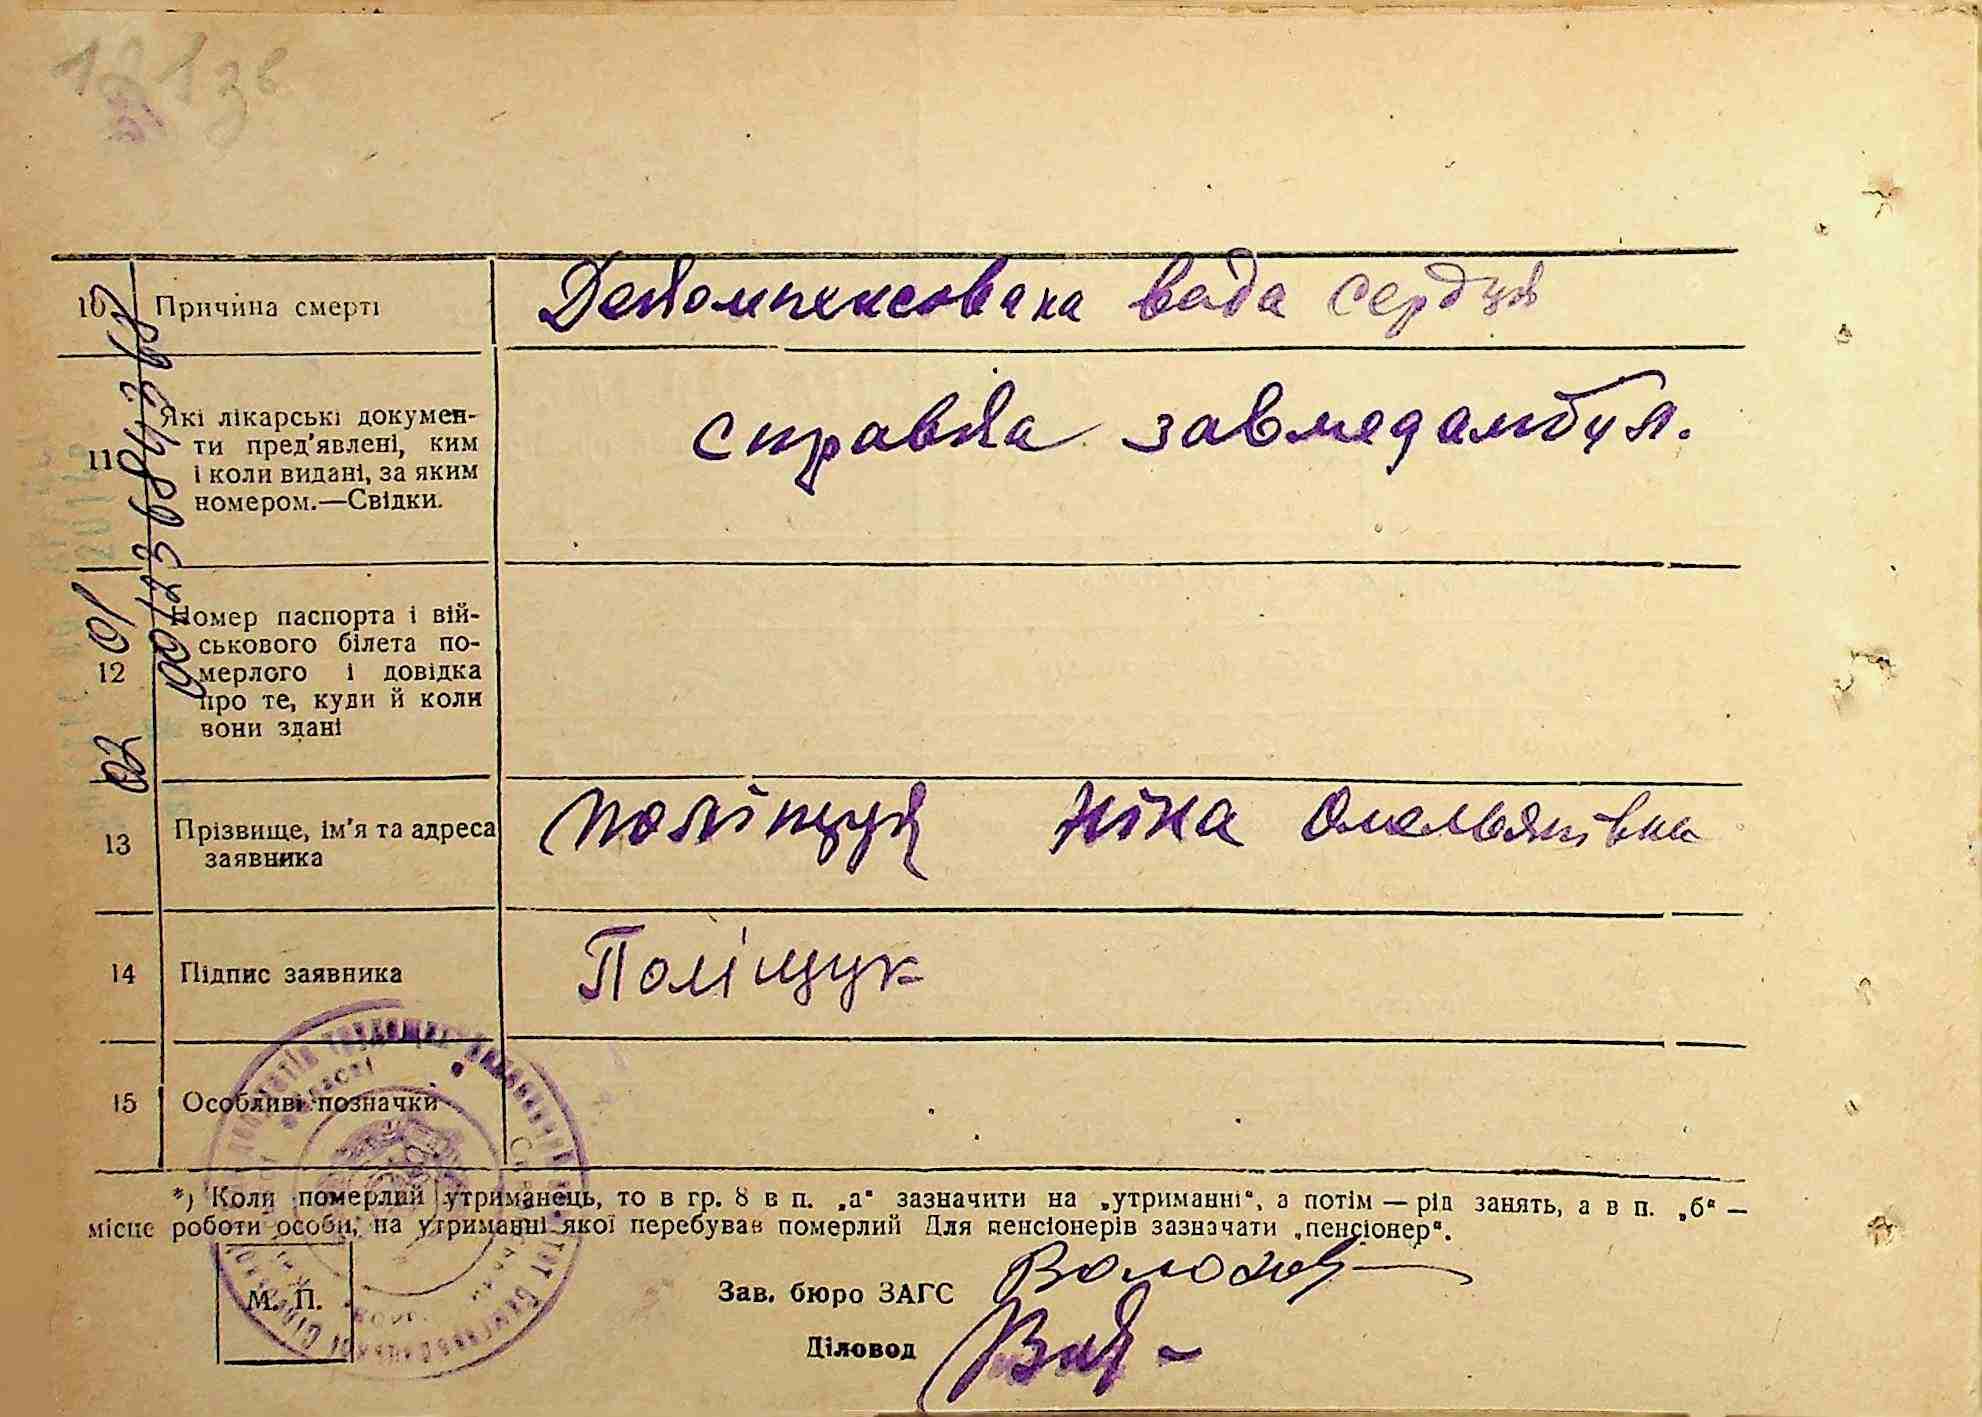 121зв
10 Причина смерті Декомпенсована вада серця
11 Які лікарські документи пред'явлені, ким і коли видані, за яким номером.—Свідки.
справка завмедамбул.
12 Номер паспорта і військового білета померлого і довідка про те, куди й коли вони здані
13 Прізвище, ім'я та адреса заявника
Поліщук Ніна Омельянівна
14 Підпис заявника Поліщук
15 Особливі позначки
*) Коли померлий утриманець, то в гр. 8 в п. „а“ зазначити на „утриманні“, а потім — рід занять, а в п. „б“ —
місце роботи особи, на утриманні якої перебував померлий Для пенсіонерів зазначати „пенсіонер“.
М. П.
Зав. бюро ЗАГС
Діловод